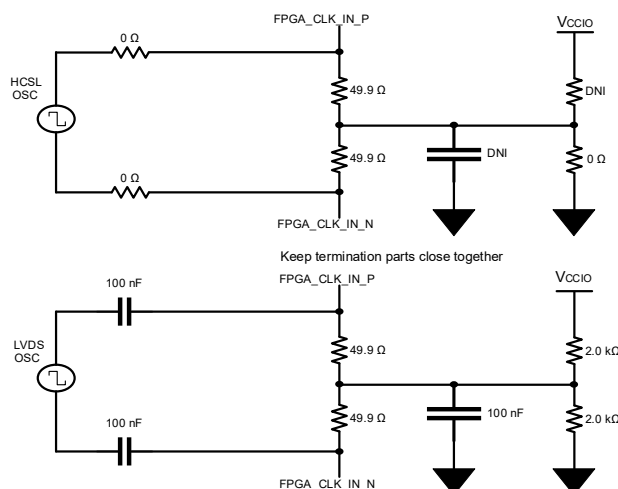 FPGA_CLK_IN_P
VCCIO
0 Ω
HCSL
OSC
49.9 Ω
DNI
49.9 Ω
DNI
0 Ω
0 Ω
FPGA_CLK_IN_N
Keep termination parts close together
FPGA_CLK_IN_P
VCCIO
100 nF
LVDS
OSC
49.9 Ω
2.0 kΩ
49.9 Ω
100 nF
2.0 kΩ
100 nF
FPGA_CLK_IN_N